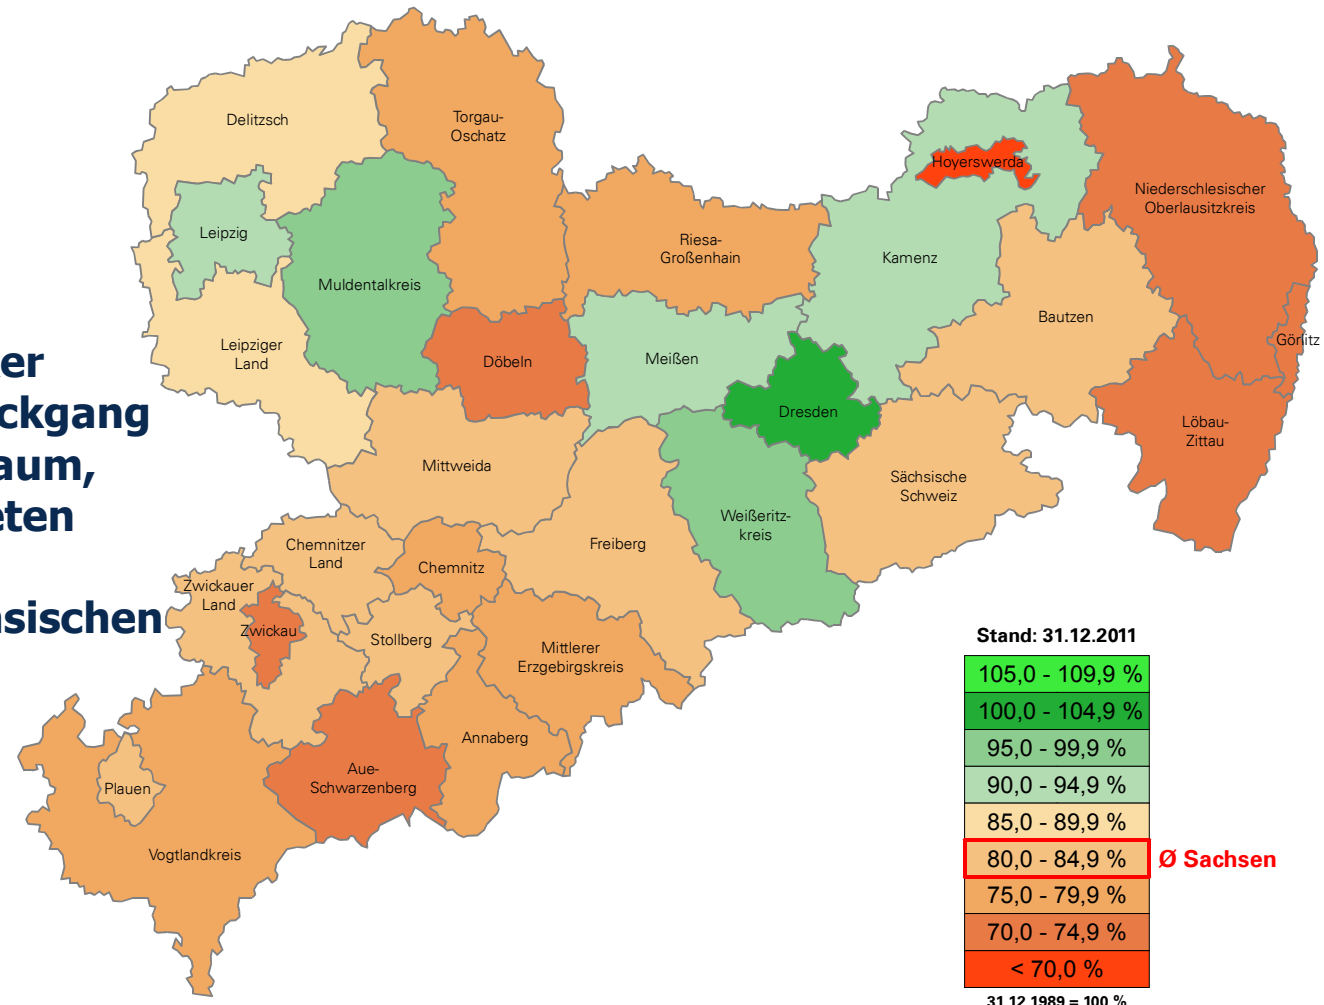 Delitzsch
Torgau-
Oschatz
Hoyerswerda
Niederschlesischer
Oberlausitzkreis
Leipzig
Riesa-
Großenhain
Kamenz
Muldentalkreis
Bautzen
Görlitz
Leipziger
Land
Döbeln
Meißen
Dresden
Löbau-
Zittau
Mittweida
Sächsische
Schweiz
Weißeritz-
kreis
Freiberg
Chemnitzer
Land
Chemnitz
Zwickauer
Land
Zwickau
Stollberg
Mittlerer
Erzgebirgskreis
Annaberg
Aue-
Schwarzenberg
Plauen
Vogtlandkreis
ckgang
aum,
eten
sischen
Stand: 31.12.2011
105,0 - 109,9 %
100,0 - 104,9 %
95,0 - 99,9 %
90,0 - 94,9 %
85,0 - 89,9 %
80,0 - 84,9 % Ø Sachsen
75,0 - 79,9 %
70,0 - 74,9 %
< 70,0 %
31.12.1989 = 100 %